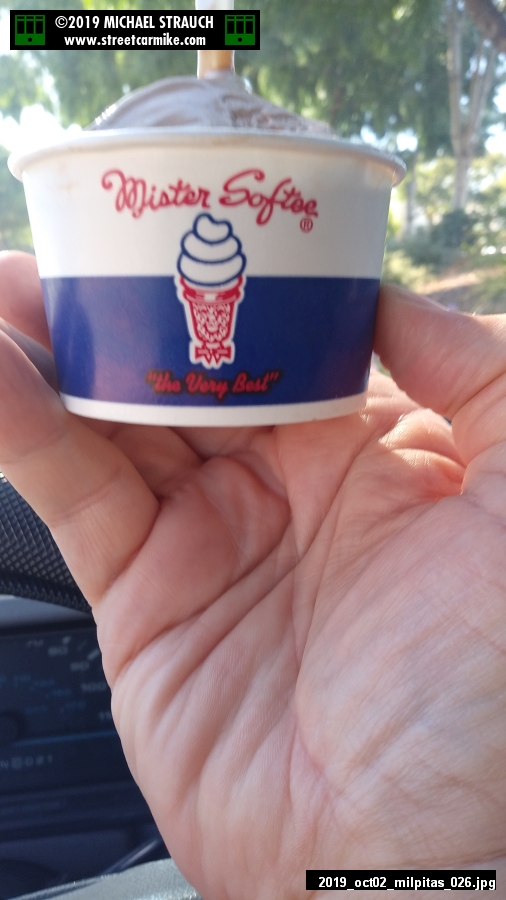 ©2019 MICHAEL STRAUCH
www.streetcarmike.com
Mister Softee
®
"the Very Best"
2019_oct02_milpitas_026.jpg